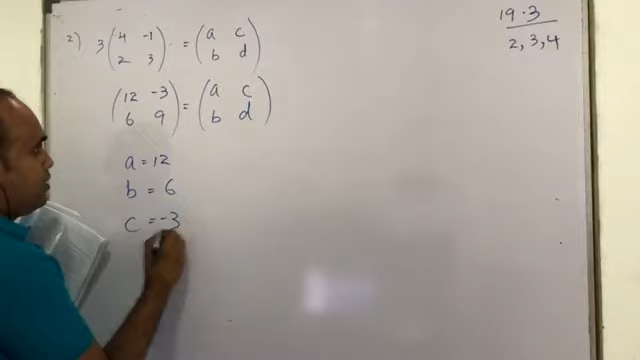 19.3
2, 3, 4
2) 3 (4 -1) = (a c)
(2 3) (b d)
(12 -3) = (a c)
(6 9) (b d)
a = 12
b = 6
c = -3